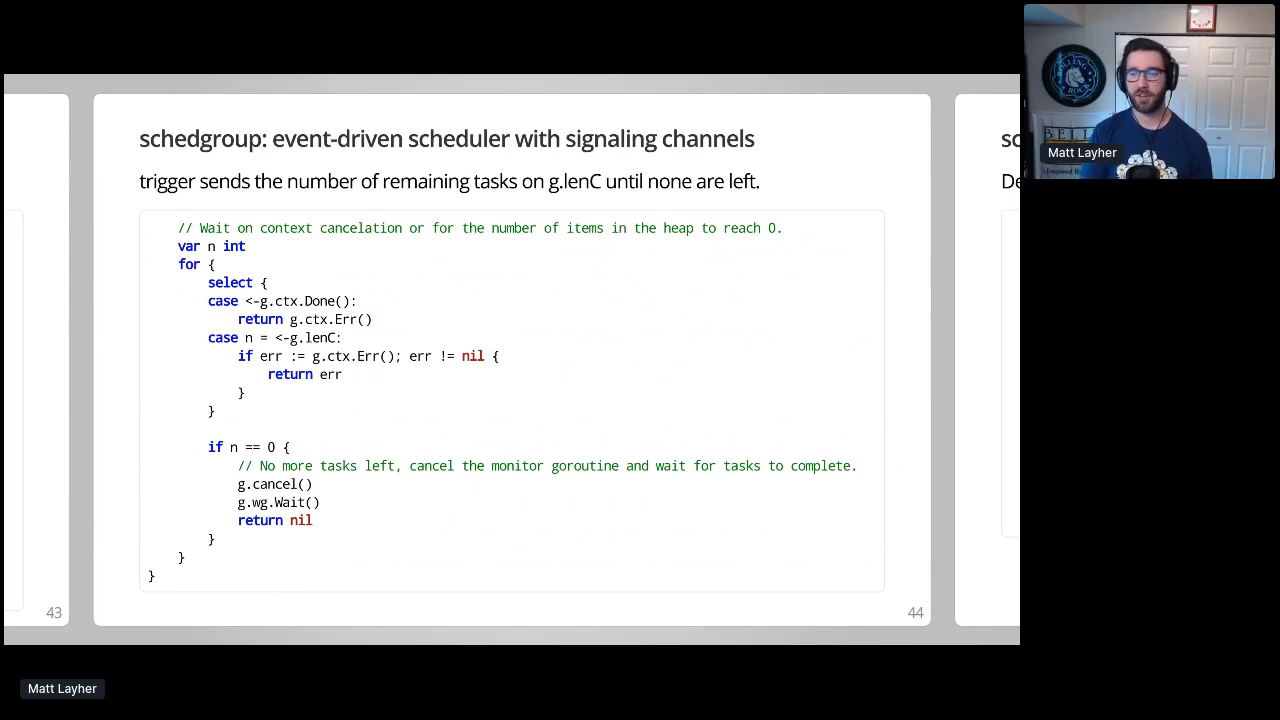 schedgroup: event-driven scheduler with signaling channels
trigger sends the number of remaining tasks on g.lenC until none are left.
// Wait on context cancelation or for the number of items in the heap to reach 0.
var n int
for {
select {
case <-g.ctx.Done():
return g.ctx.Err()
case n = <-g.lenC:
if err := g.ctx.Err(); err != nil {
return err
}
}
if n == 0 {
// No more tasks left, cancel the monitor goroutine and wait for tasks to complete.
g.cancel()
g.wg.Wait()
return nil
}
}
}
43
44
sc
De
ROCK
BELL
Matt Layher
Matt Layher